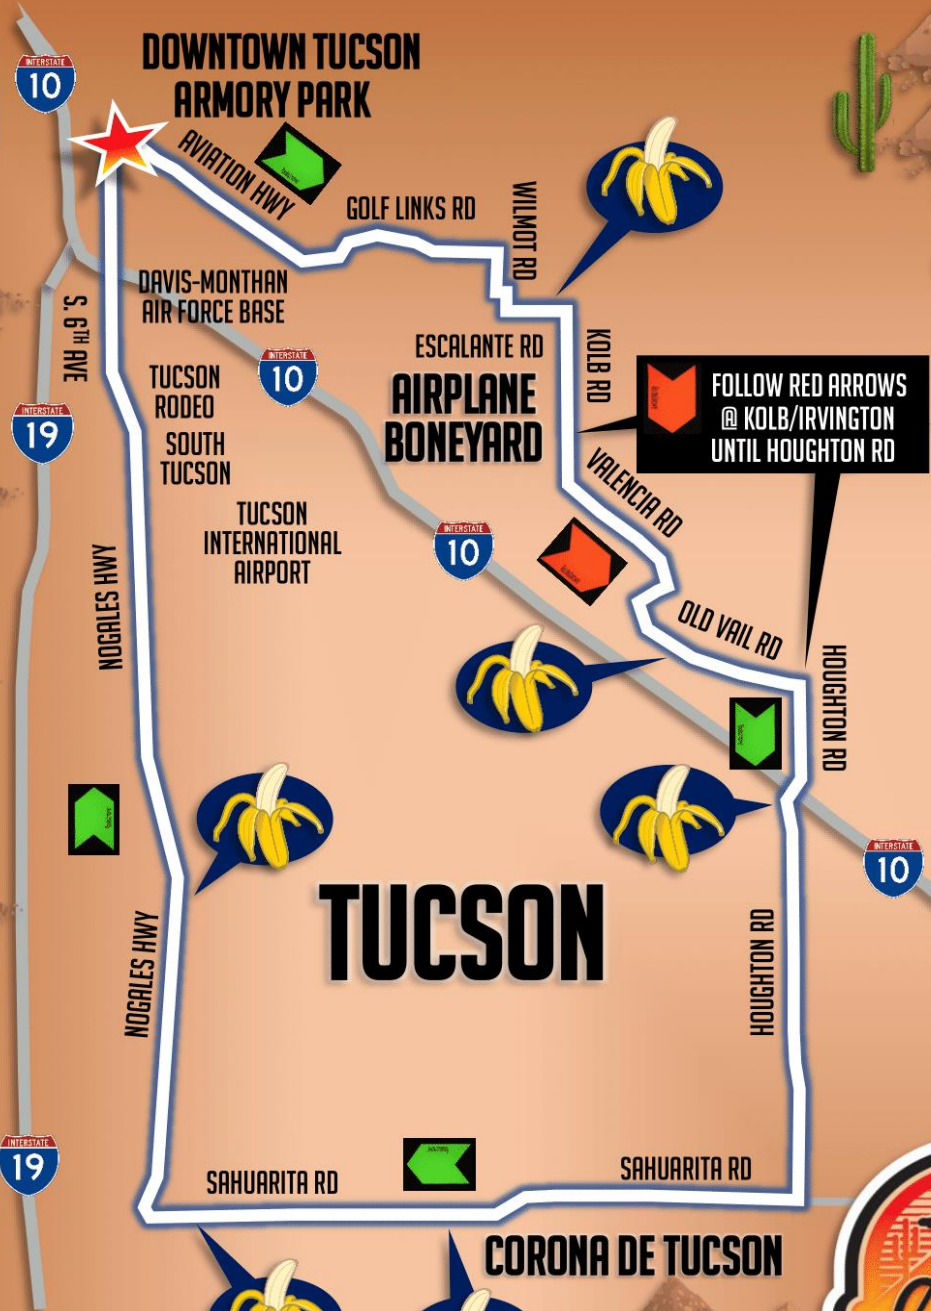 INTERSTATE
10
DOWNTOWN TUCSON
ARMORY PARK
AVIATION HWY
GOLF LINKS RD
WILMOT RD
DAVIS-MONTHAN
AIR FORCE BASE
S. 6TH AVE
INTERSTATE
10
ESCALANTE RD
KOLB RD
TUCSON
RODEO
AIRPLANE
BONEYARD
FOLLOW RED ARROWS
@ KOLB/IRVINGTON
UNTIL HOUGHTON RD
INTERSTATE
19
SOUTH
TUCSON
VALENCIA RD
TUCSON
INTERNATIONAL
AIRPORT
INTERSTATE
10
NOGALES HWY
OLD VAIL RD
HOUGHTON RD
INTERSTATE
10
TUCSON
NOGALES HWY
HOUGHTON RD
INTERSTATE
19
SAHUARITA RD
SAHUARITA RD
CORONA DE TUCSON